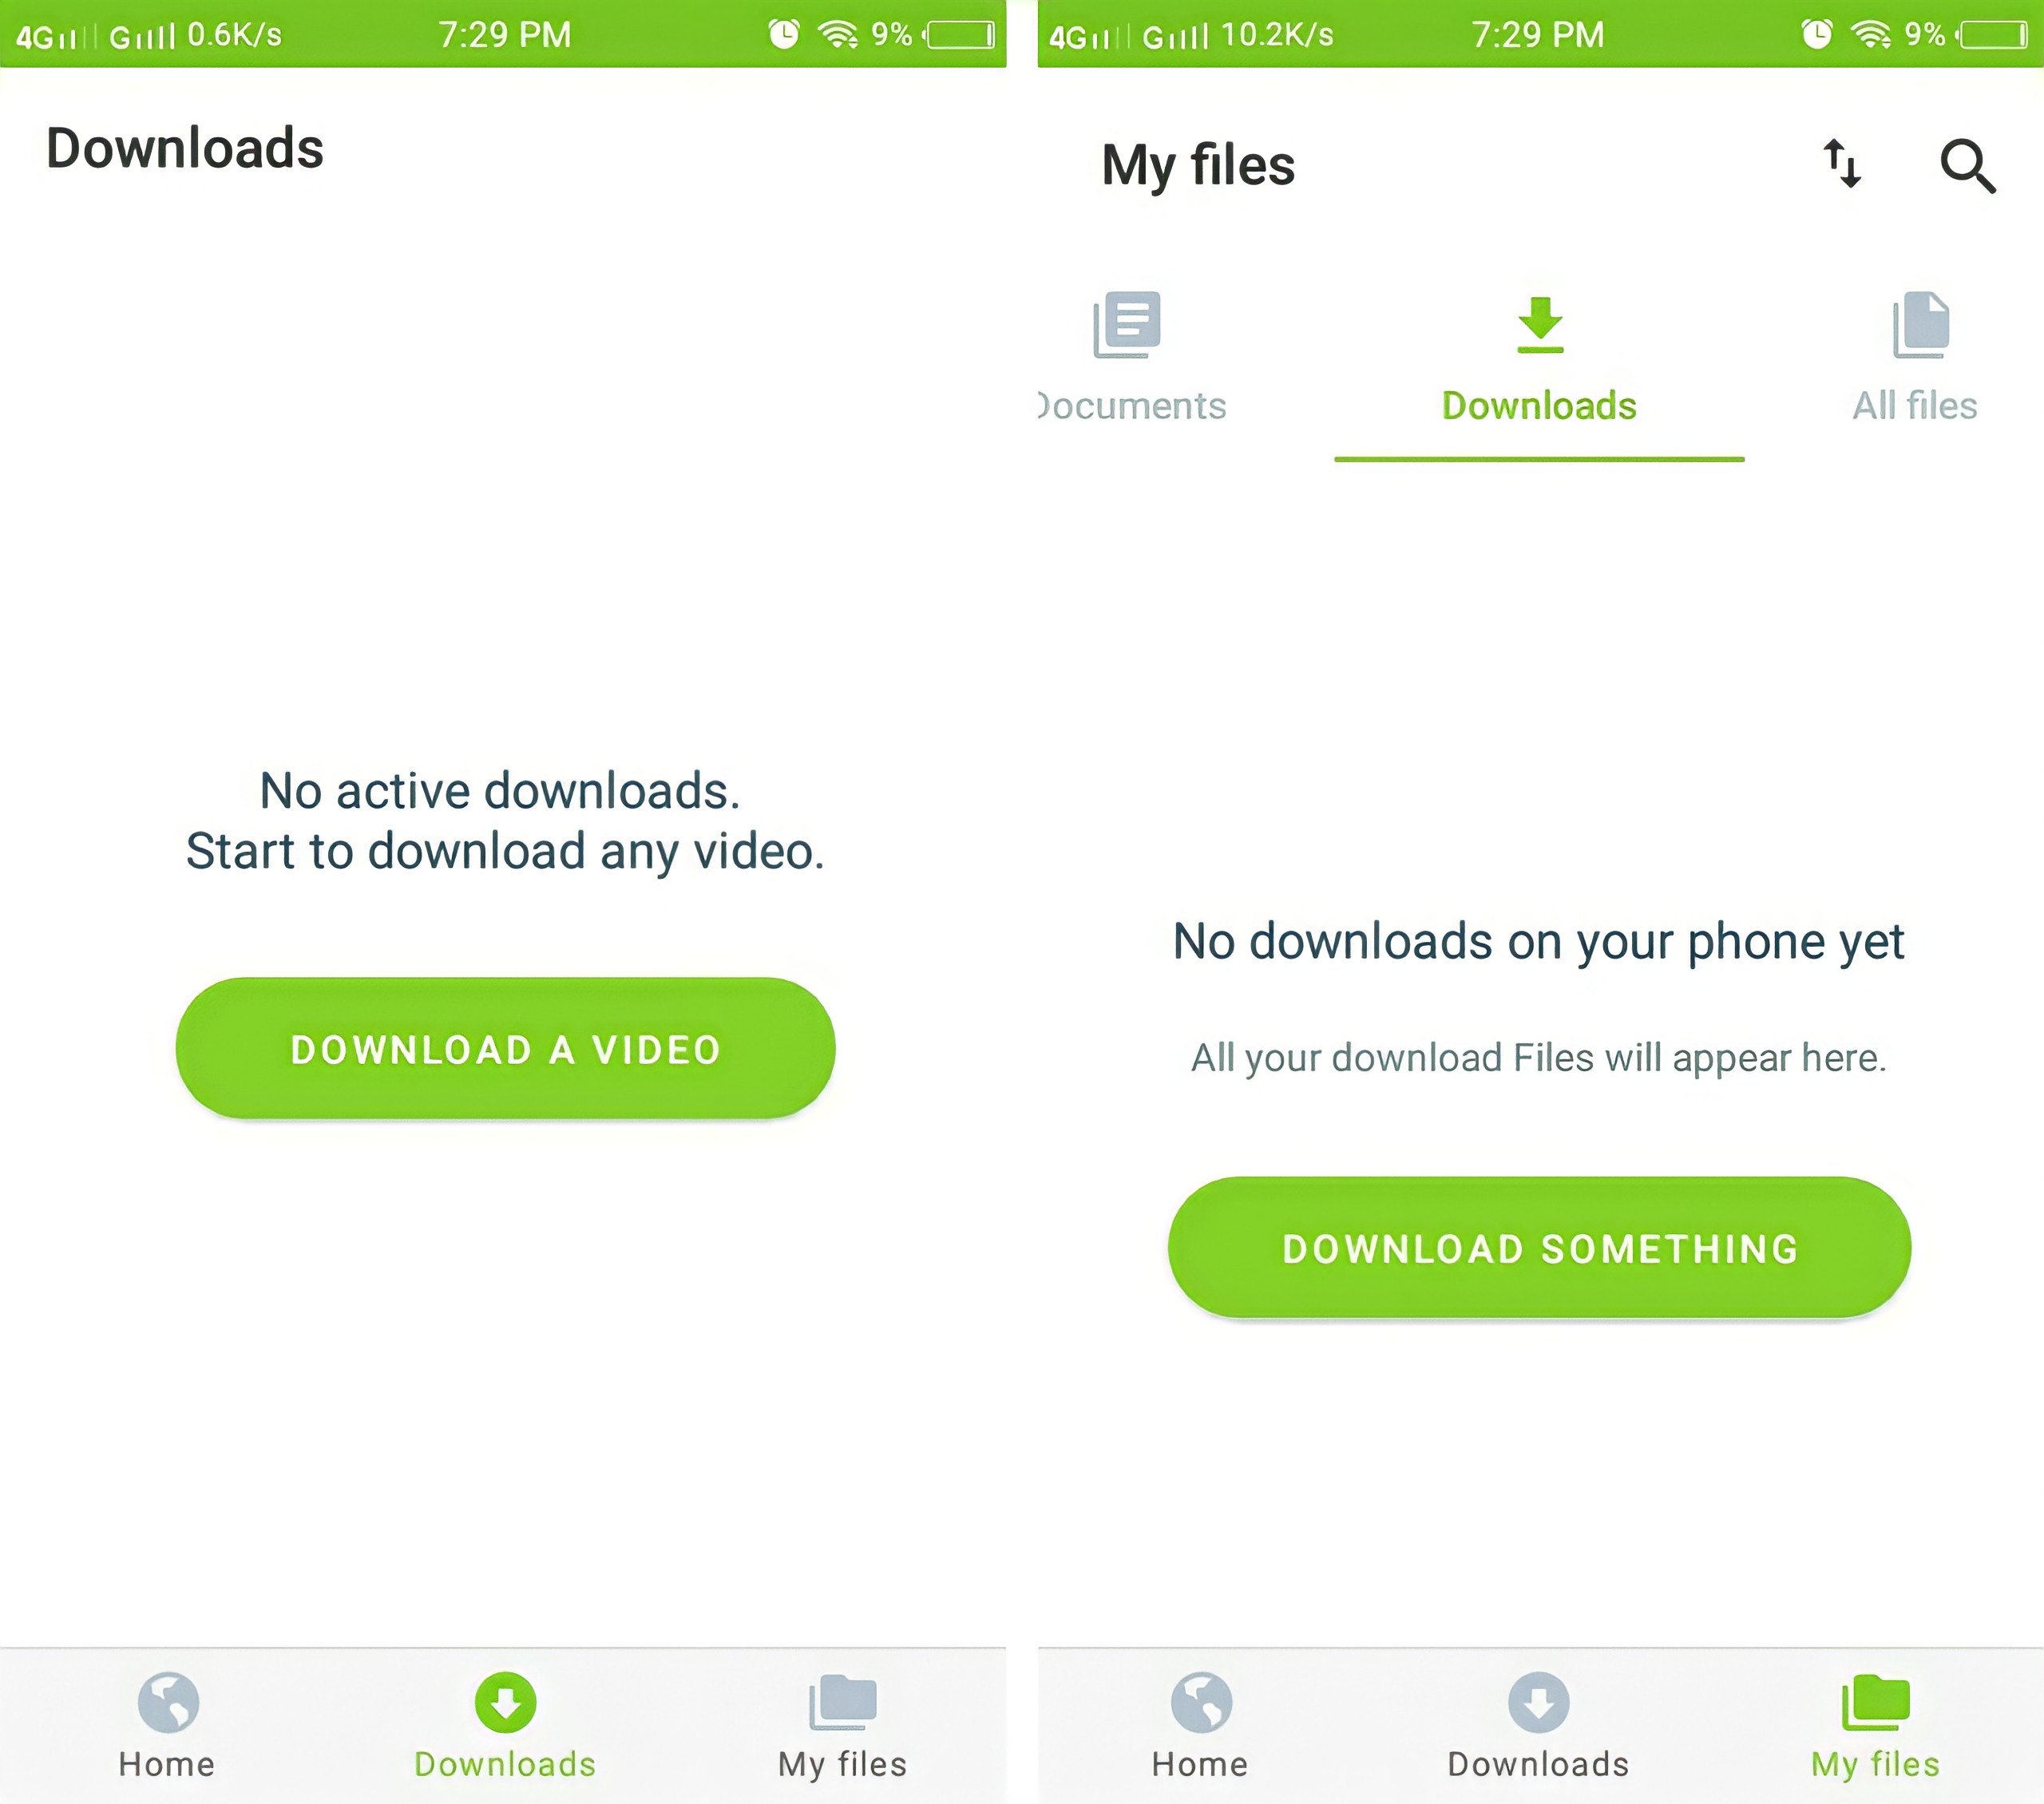 4G G 0.6K/s 7:29 PM 9%
Downloads
No active downloads.
Start to download any video.
DOWNLOAD A VIDEO
Home Downloads My files
4G G 10.2K/s 7:29 PM 9%
My files
Documents Downloads All files
No downloads on your phone yet
All your download Files will appear here.
DOWNLOAD SOMETHING
Home Downloads My files